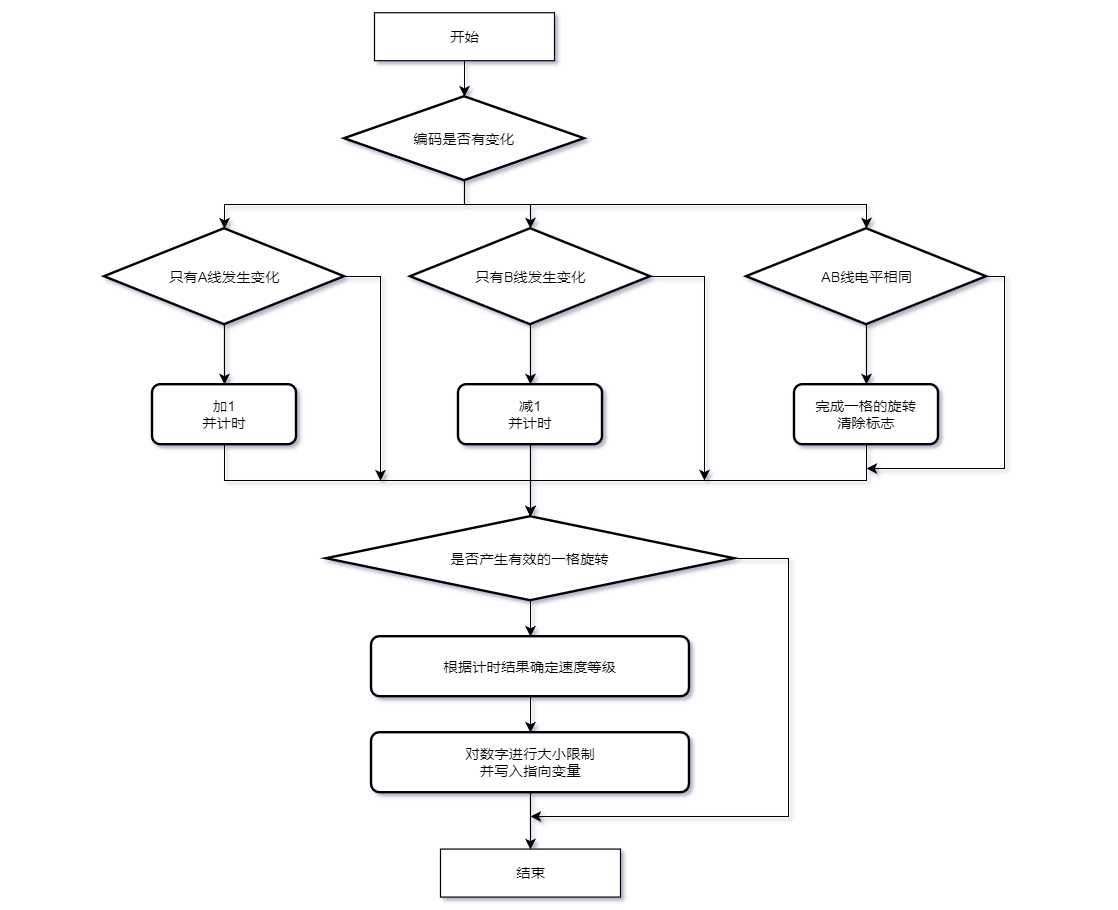 开始
编码是否有变化
只有A线发生变化
只有B线发生变化
AB线电平相同
加1
并计时
减1
并计时
完成一格的旋转
清除标志
是否产生有效的一格旋转
根据计时结果确定速度等级
对数字进行大小限制
并写入指向变量
结束